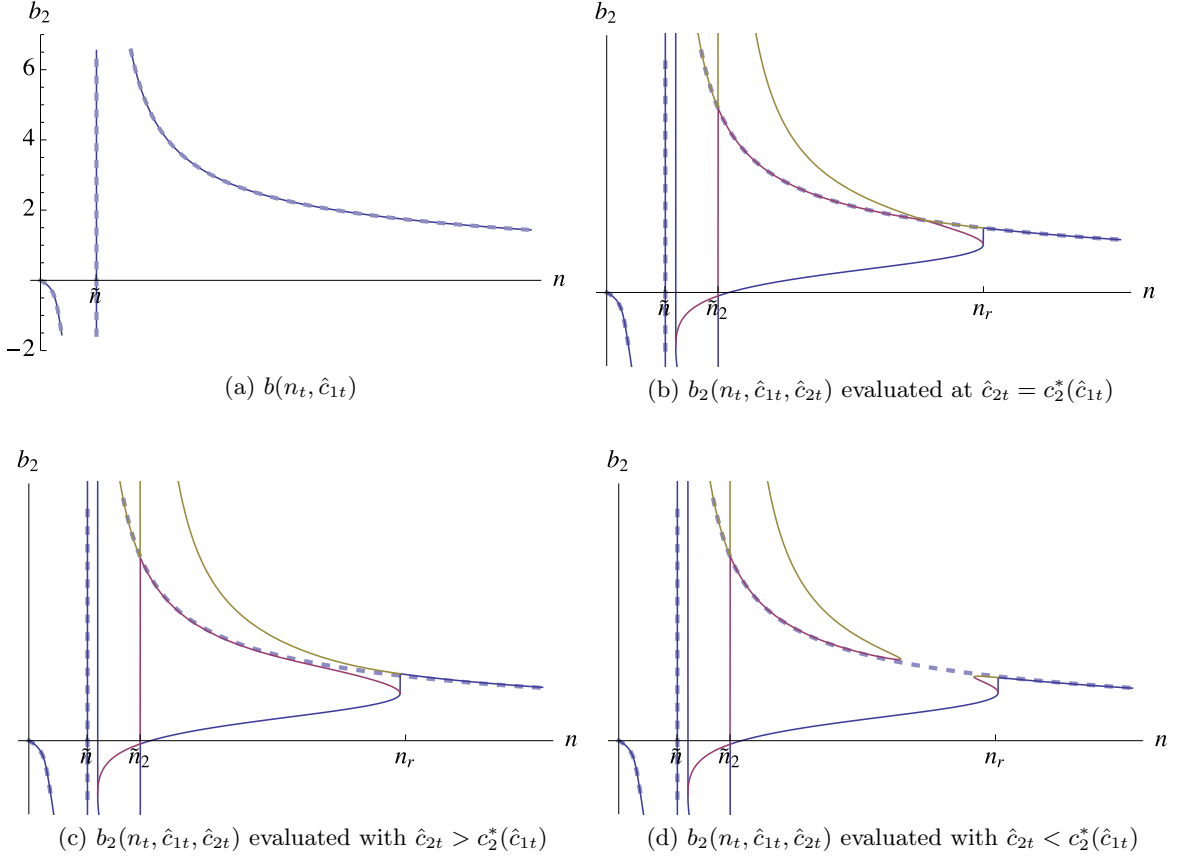 b₂
6
4
2
−2
ñ
n
(a) b(nₜ, ĉ₁ₜ)
b₂
ñ
ñ₂
nᵣ
n
(b) b₂(nₜ, ĉ₁ₜ, ĉ₂ₜ) evaluated at ĉ₂ₜ = c₂*(ĉ₁ₜ)
b₂
ñ
ñ₂
nᵣ
n
(c) b₂(nₜ, ĉ₁ₜ, ĉ₂ₜ) evaluated with ĉ₂ₜ > c₂*(ĉ₁ₜ)
b₂
ñ
ñ₂
nᵣ
n
(d) b₂(nₜ, ĉ₁ₜ, ĉ₂ₜ) evaluated with ĉ₂ₜ < c₂*(ĉ₁ₜ)